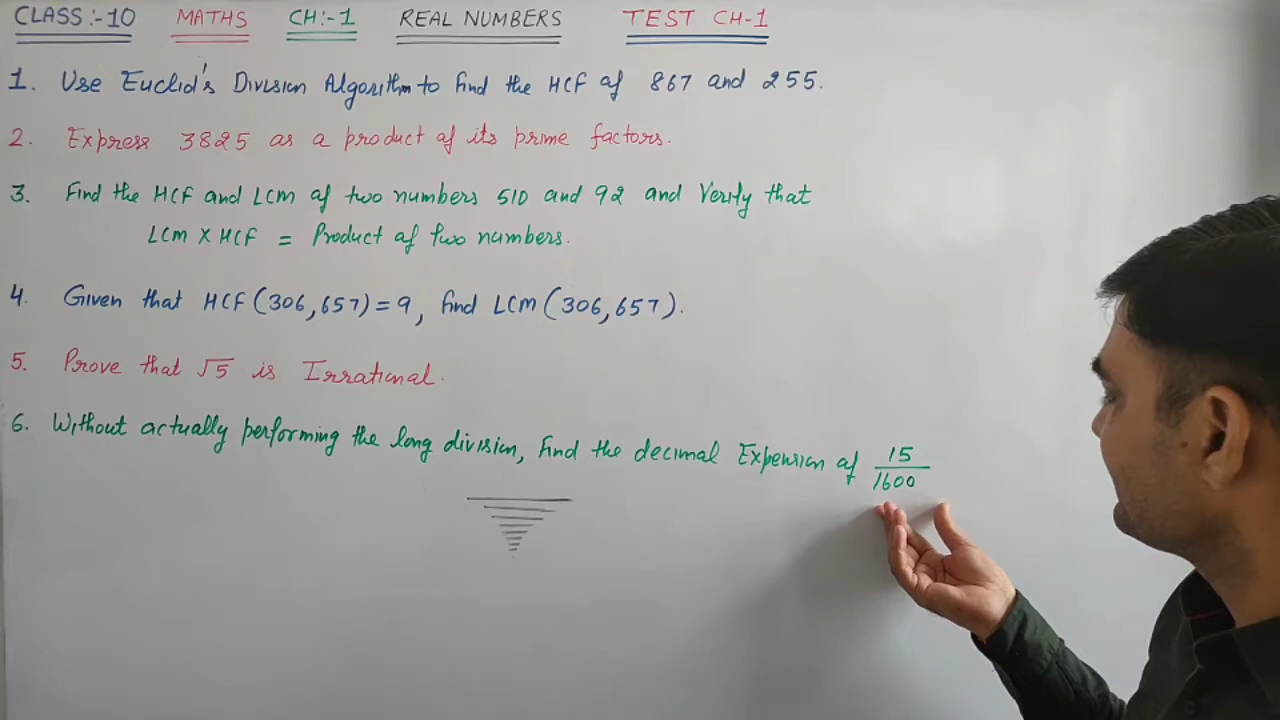 CLASS :- 10 MATHS CH:-1 REAL NUMBERS TEST CH-1
1. Use Euclid's Division Algorithm to find the HCF of 867 and 255.
2. Express 3825 as a product of its prime factors.
3. Find the HCF and LCM of two numbers 510 and 92 and Verify that
LCM X HCF = Product of two numbers.
4. Given that HCF (306,657) = 9, find LCM (306,657).
5. Prove that √5 is Irrational.
6. Without actually performing the long division, find the decimal Expension of 15/1600